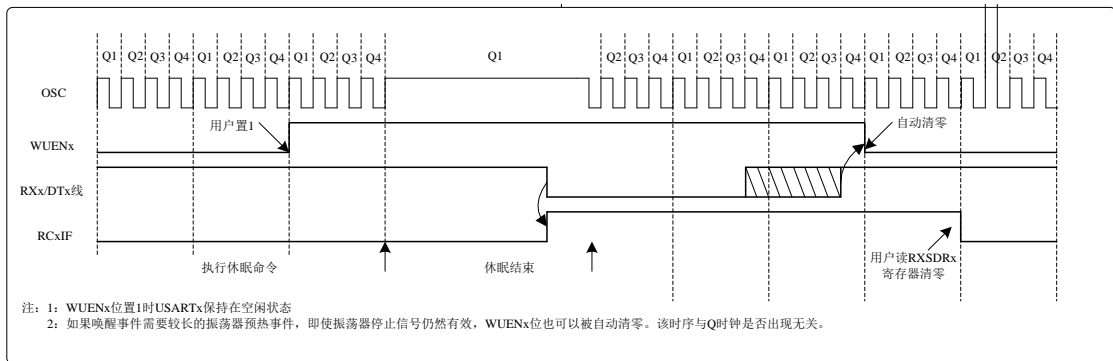 Q1 Q2 Q3 Q4 Q1 Q2 Q3 Q4 Q1 Q2 Q3 Q4 Q1 Q2 Q3 Q4 Q1 Q2 Q3 Q4 Q1 Q2 Q3 Q4 Q1 Q2 Q3 Q4 Q1 Q2 Q3 Q4
OSC
用户置1
自动清零
WUENx
RXx/DTx线
RCxIF
用户读RXSDRx
寄存器清零
执行休眠命令
休眠结束
注：1：WUENx位置1时USARTx保持在空闲状态
2：如果唤醒事件需要较长的振荡器预热事件，即使振荡器停止信号仍然有效，WUENx位也可以被自动清零。该时序与Q时钟是否出现无关。